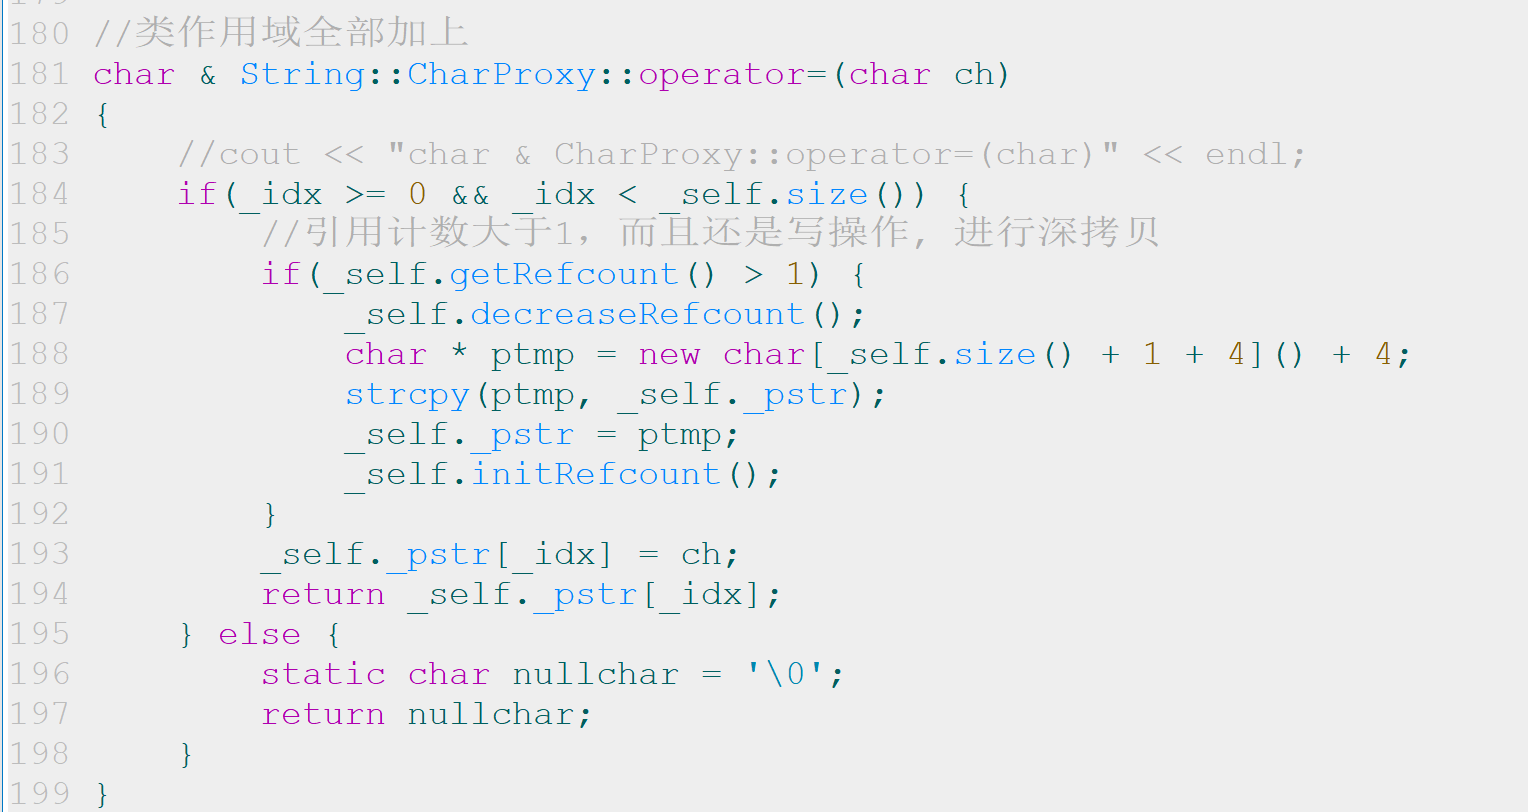 180 //类作用域全部加上
181 char & String::CharProxy::operator=(char ch)
182 {
183     //cout << "char & CharProxy::operator=(char)" << endl;
184     if(_idx >= 0 && _idx < _self.size()) {
185         //引用计数大于1，而且还是写操作, 进行深拷贝
186         if(_self.getRefcount() > 1) {
187             _self.decreaseRefcount();
188             char * ptmp = new char[_self.size() + 1 + 4]() + 4;
189             strcpy(ptmp, _self._pstr);
190             _self._pstr = ptmp;
191             _self.initRefcount();
192         }
193         _self._pstr[_idx] = ch;
194         return _self._pstr[_idx];
195     } else {
196         static char nullchar = '\0';
197         return nullchar;
198     }
199 }